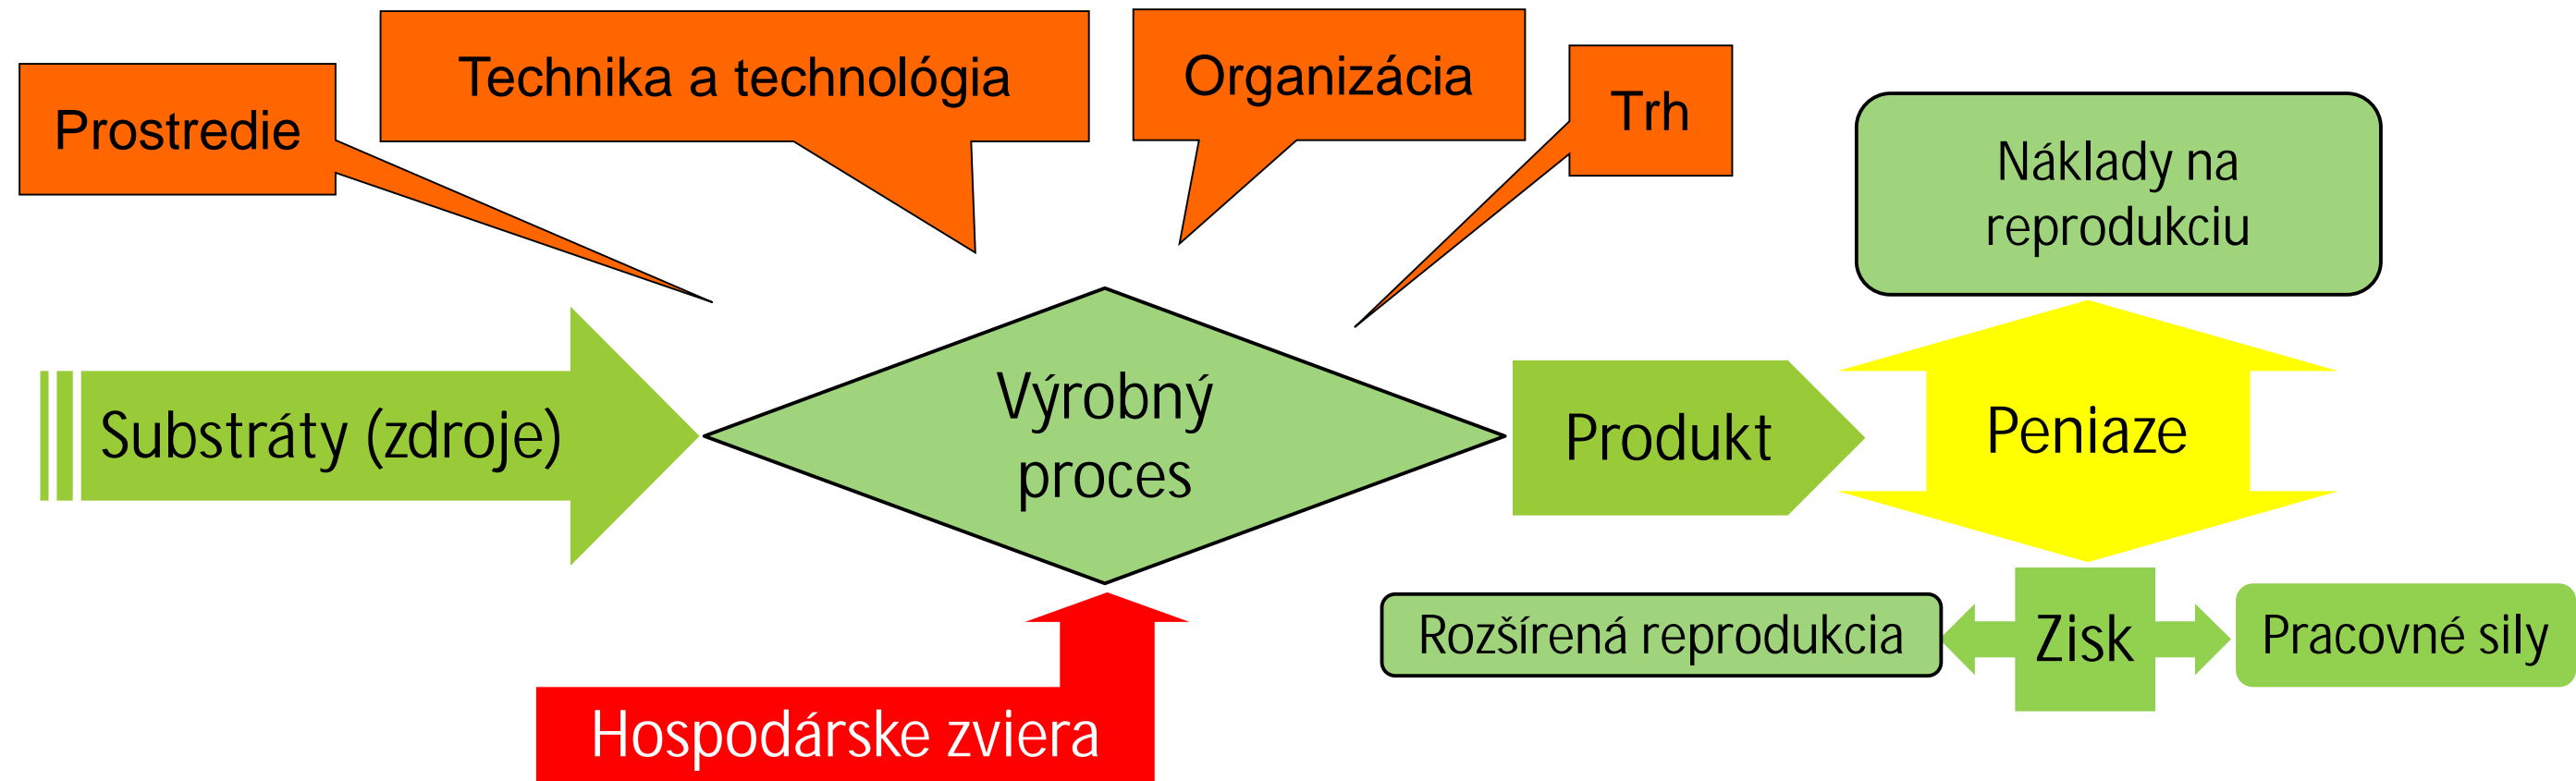 Prostredie
Technika a technológia
Organizácia
Trh
Náklady na
reprodukciu
Substráty (zdroje)
Výrobný
proces
Produkt
Peniaze
Rozšírená reprodukcia
Zisk
Pracovné sily
Hospodárske zviera